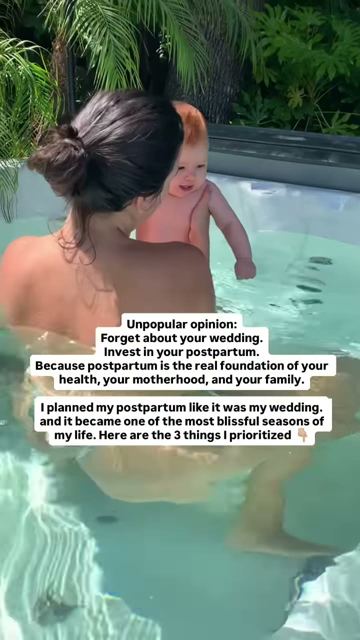 Unpopular opinion:
Forget about your wedding.
Invest in your postpartum.
Because postpartum is the real foundation of your
health, your motherhood, and your family.
I planned my postpartum like it was my wedding.
and it became one of the most blissful seasons of
my life. Here are the 3 things I prioritized 👇🏼